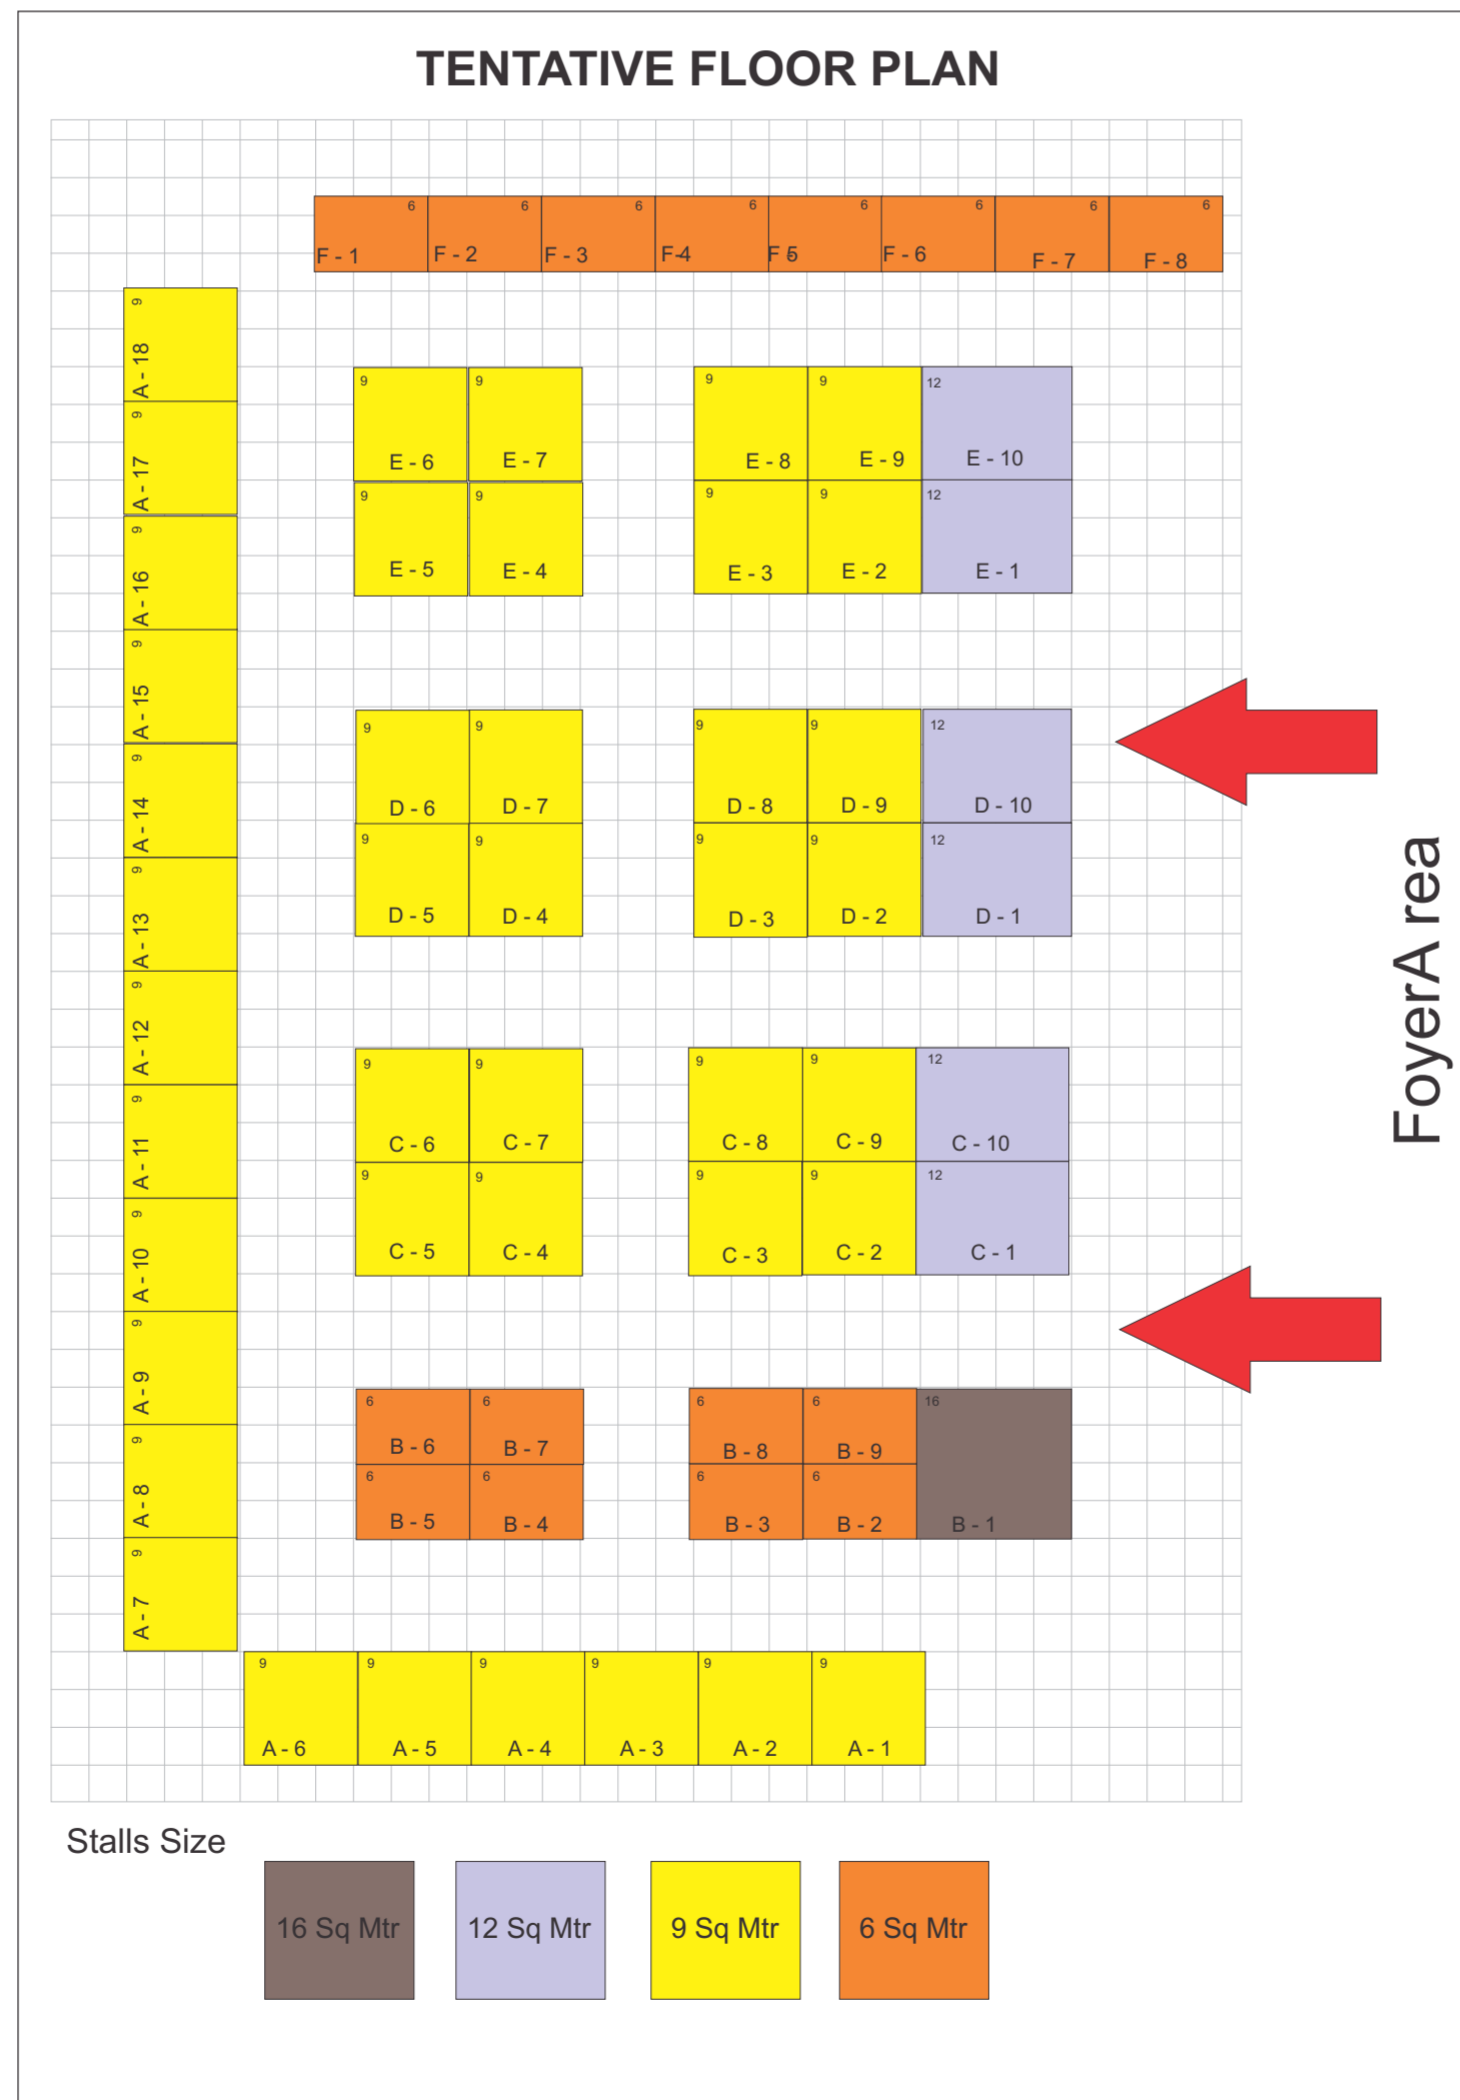 TENTATIVE FLOOR PLAN
6 6 6 6 6 6 6 6
F - 1 F - 2 F - 3 F-4 F 5 F - 6 F - 7 F - 8
9
A - 18
9
A - 17
9
A - 16
9
A - 15
9
A - 14
9
A - 13
9
A - 12
9
A - 11
9
A - 10
9
A - 9
9
A - 8
9
A - 7
9 9 9 9 12
E - 6 E - 7 E - 8 E - 9 E - 10
9 9 9 9 12
E - 5 E - 4 E - 3 E - 2 E - 1
9 9 9 9 12
D - 6 D - 7 D - 8 D - 9 D - 10
9 9 9 9 12
D - 5 D - 4 D - 3 D - 2 D - 1
9 9 9 9 12
C - 6 C - 7 C - 8 C - 9 C - 10
9 9 9 9 12
C - 5 C - 4 C - 3 C - 2 C - 1
6 6 6 6 16
B - 6 B - 7 B - 8 B - 9
6 6 6 6
B - 5 B - 4 B - 3 B - 2 B - 1
9 9 9 9 9 9
A - 6 A - 5 A - 4 A - 3 A - 2 A - 1
FoyerA rea
Stalls Size
16 Sq Mtr 12 Sq Mtr 9 Sq Mtr 6 Sq Mtr